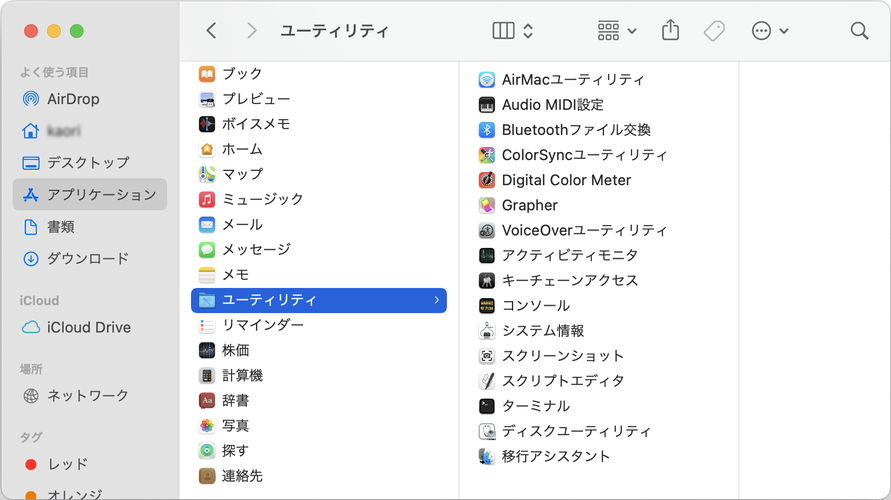 ユーティリティ
よく使う項目
AirDrop
デスクトップ
アプリケーション
書類
ダウンロード
iCloud
iCloud Drive
場所
ネットワーク
タグ
レッド
オレンジ
ブック
プレビュー
ボイスメモ
ホーム
マップ
ミュージック
メール
メッセージ
メモ
ユーティリティ
リマインダー
株価
計算機
辞書
写真
探す
連絡先
AirMacユーティリティ
Audio MIDI設定
Bluetoothファイル交換
ColorSyncユーティリティ
Digital Color Meter
Grapher
VoiceOverユーティリティ
アクティビティモニタ
キーチェーンアクセス
コンソール
システム情報
スクリーンショット
スクリプトエディタ
ターミナル
ディスクユーティリティ
移行アシスタント